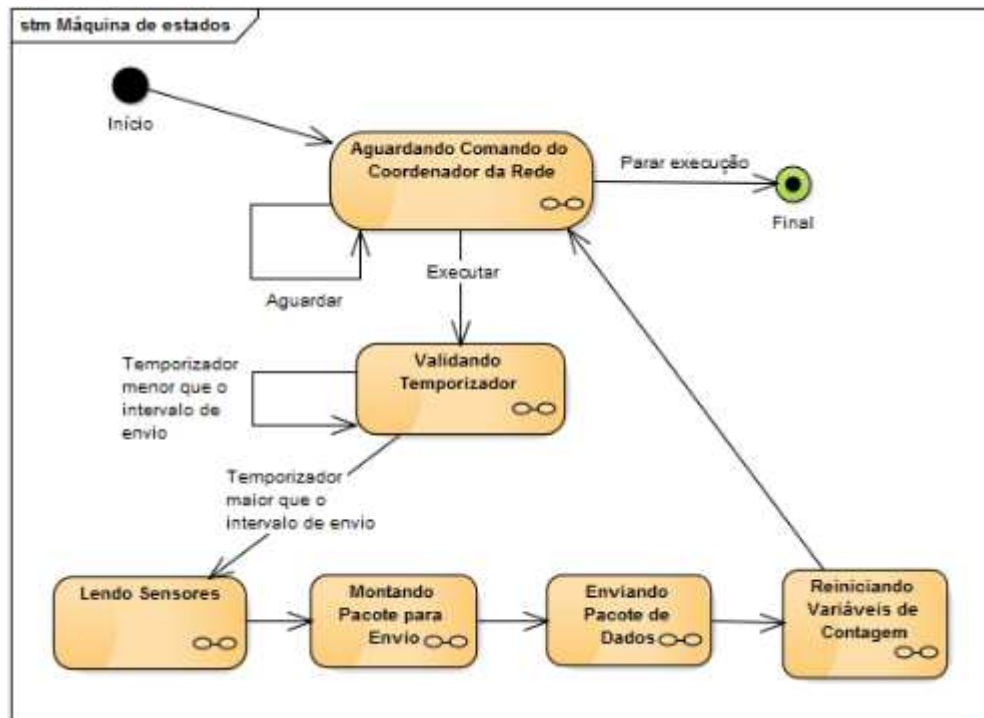 stm Máquina de estados
Início
Aguardando Comando do
Coordenador da Rede
Parar execução
Final
Aguardar
Executar
Validando
Temporizador
Temporizador
menor que o
intervalo de
envio
Temporizador
maior que o
intervalo de envio
Lendo Sensores
Montando
Pacote para
Envio
Enviando
Pacote de
Dados
Reiniciando
Variáveis de
Contagem